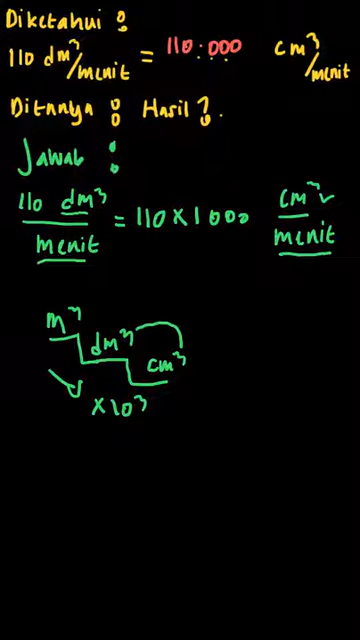 Diketahui :
110 dm³/menit = 110.000 cm³/menit
Ditanya : Hasil ?.
Jawab :
110 dm³/menit = 110 × 1000 cm³/menit
m³
dm³
cm³
×10³